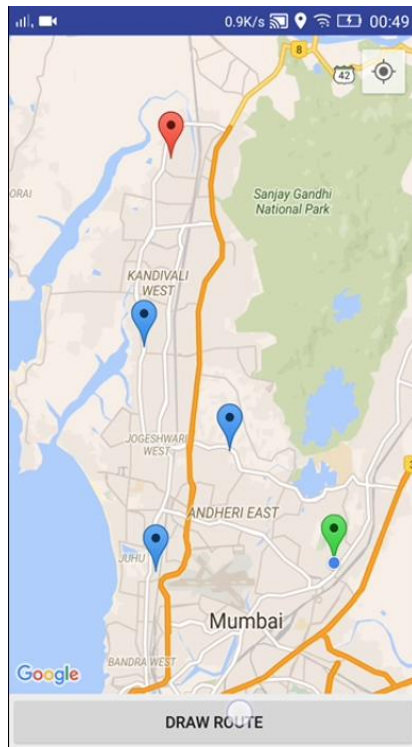 0.9K/s 00:49
8
42
ORAI
Sanjay Gandhi
National Park
KANDIVALI
WEST
JOGESHWARI
WEST
ANDHERI EAST
JUHU
3
Mumbai
BANDRA WEST
Google
DRAW ROUTE